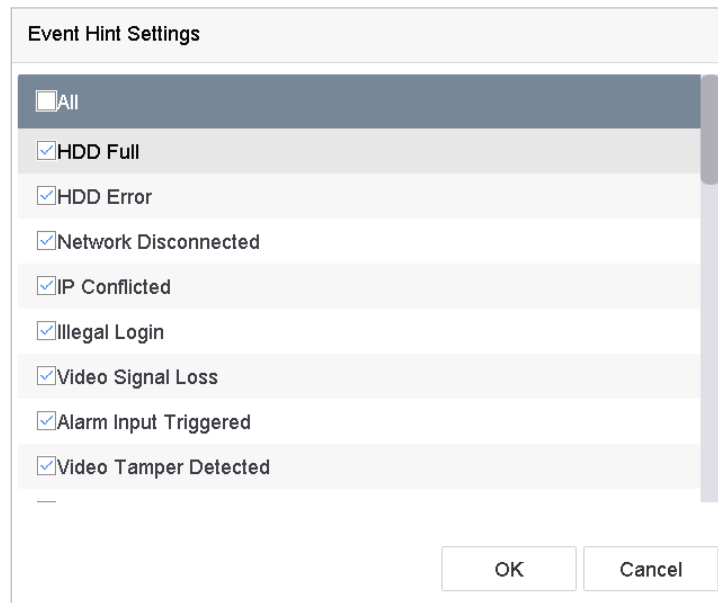 Event Hint Settings
All
HDD Full
HDD Error
Network Disconnected
IP Conflicted
Illegal Login
Video Signal Loss
Alarm Input Triggered
Video Tamper Detected
OK
Cancel